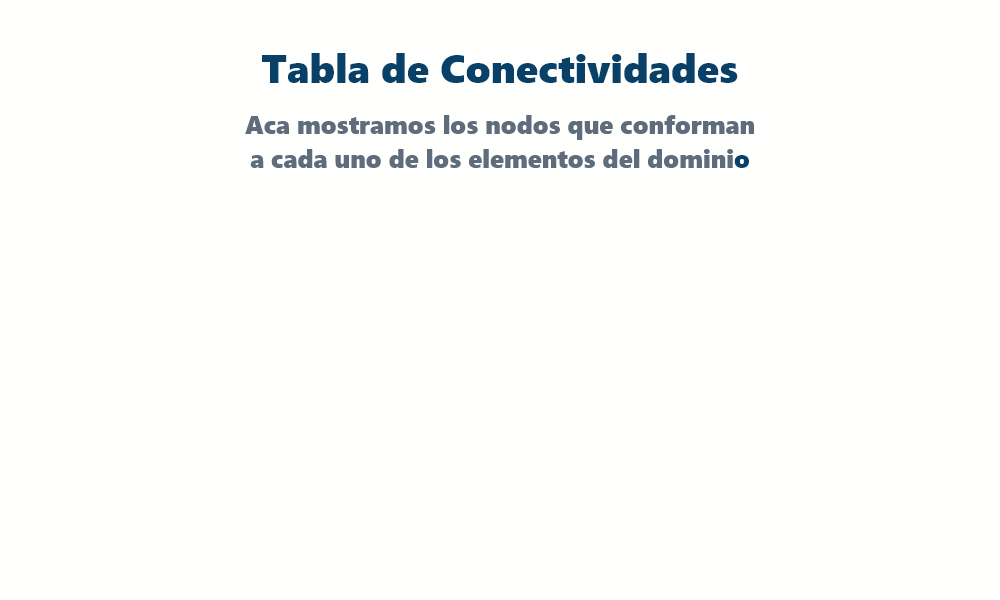 Tabla de Conectividades
Aca mostramos los nodos que conforman
a cada uno de los elementos del dominio